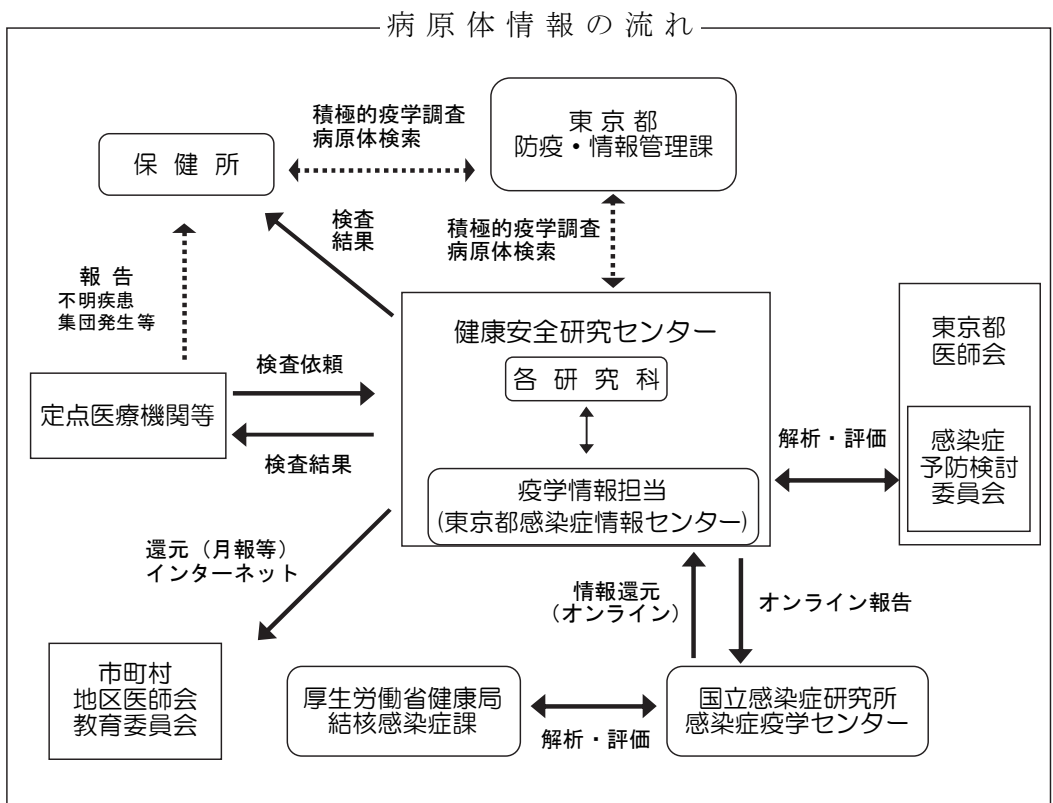 病原体情報の流れ
積極的疫学調査
病原体検索
東京都
防疫・情報管理課
保健所
検査
結果
積極的疫学調査
病原体検索
報告
不明疾患
集団発生等
健康安全研究センター
各研究科
東京都
医師会
検査依頼
定点医療機関等
検査結果
解析・評価
感染症
予防検討
委員会
疫学情報担当
(東京都感染症情報センター)
還元（月報等）
インターネット
情報還元
（オンライン）
オンライン報告
市町村
地区医師会
教育委員会
厚生労働省健康局
結核感染症課
解析・評価
国立感染症研究所
感染症疫学センター